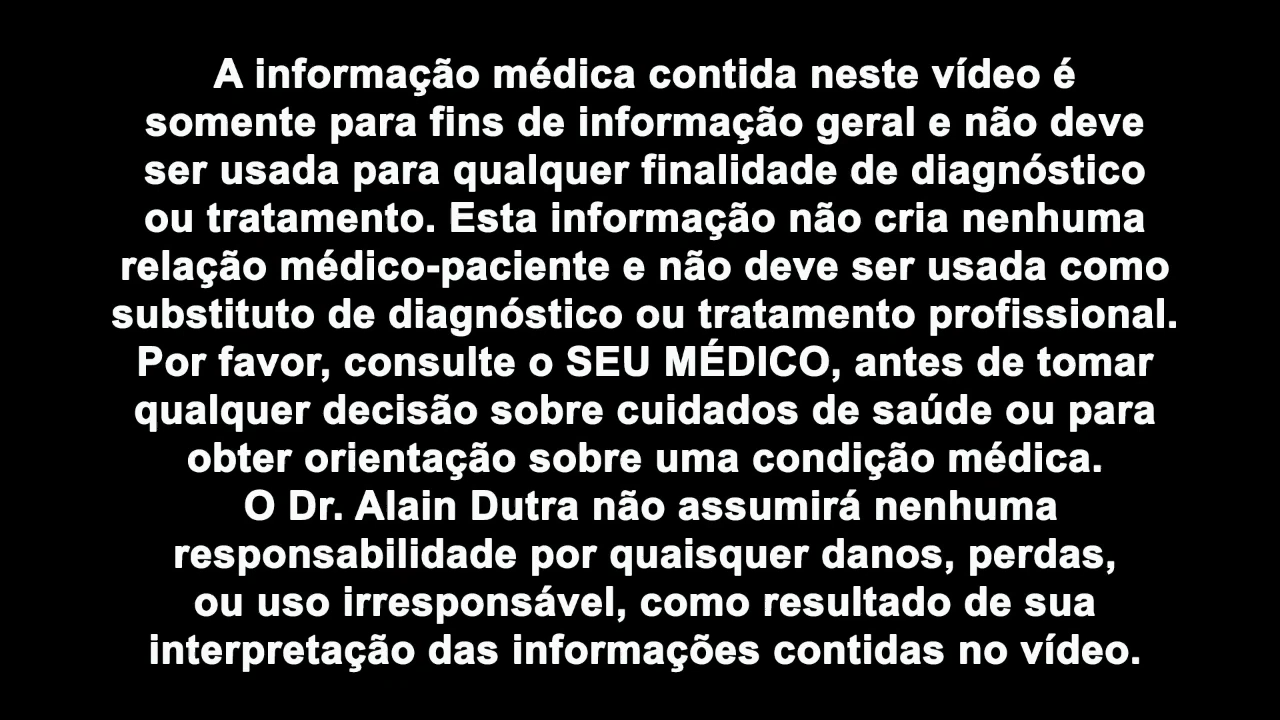 A informação médica contida neste vídeo é
somente para fins de informação geral e não deve
ser usada para qualquer finalidade de diagnóstico
ou tratamento. Esta informação não cria nenhuma
relação médico-paciente e não deve ser usada como
substituto de diagnóstico ou tratamento profissional.
Por favor, consulte o SEU MÉDICO, antes de tomar
qualquer decisão sobre cuidados de saúde ou para
obter orientação sobre uma condição médica.
O Dr. Alain Dutra não assumirá nenhuma
responsabilidade por quaisquer danos, perdas,
ou uso irresponsável, como resultado de sua
interpretação das informações contidas no vídeo.